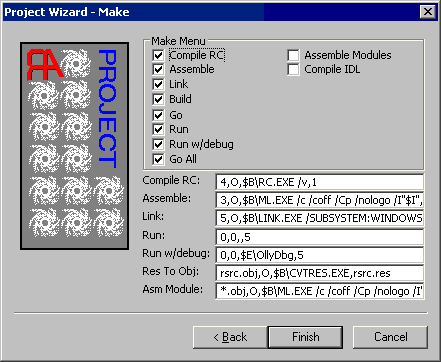 Project Wizard - Make
RA
PROJECT
Make Menu
Compile RC
Assemble Modules
Assemble
Compile IDL
Link
Build
Go
Run
Run w/debug
Go All
Compile RC: 4,O,$B\RC.EXE /v,1
Assemble: 3,O,$B\ML.EXE /c /coff /Cp /nologo /I"$I",
Link: 5,O,$B\LINK.EXE /SUBSYSTEM:WINDOWS
Run: 0,0,,5
Run w/debug: 0,0,$E\OllyDbg,5
Res To Obj: rsrc.obj,O,$B\CVTRES.EXE,rsrc.res
Asm Module: *.obj,O,$B\ML.EXE /c /coff /Cp /nologo /I"
< Back
Finish
Cancel